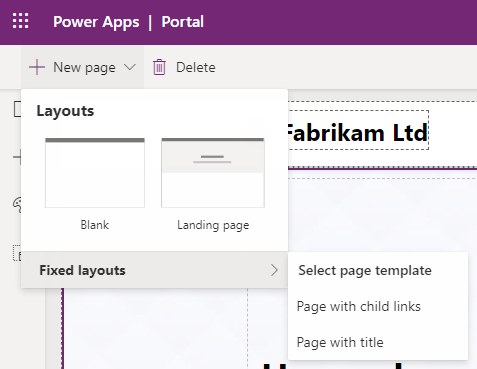 Power Apps | Portal
New page
Delete
Layouts
Fabrikam Ltd
Blank
Landing page
Fixed layouts
Select page template
Page with child links
Page with title